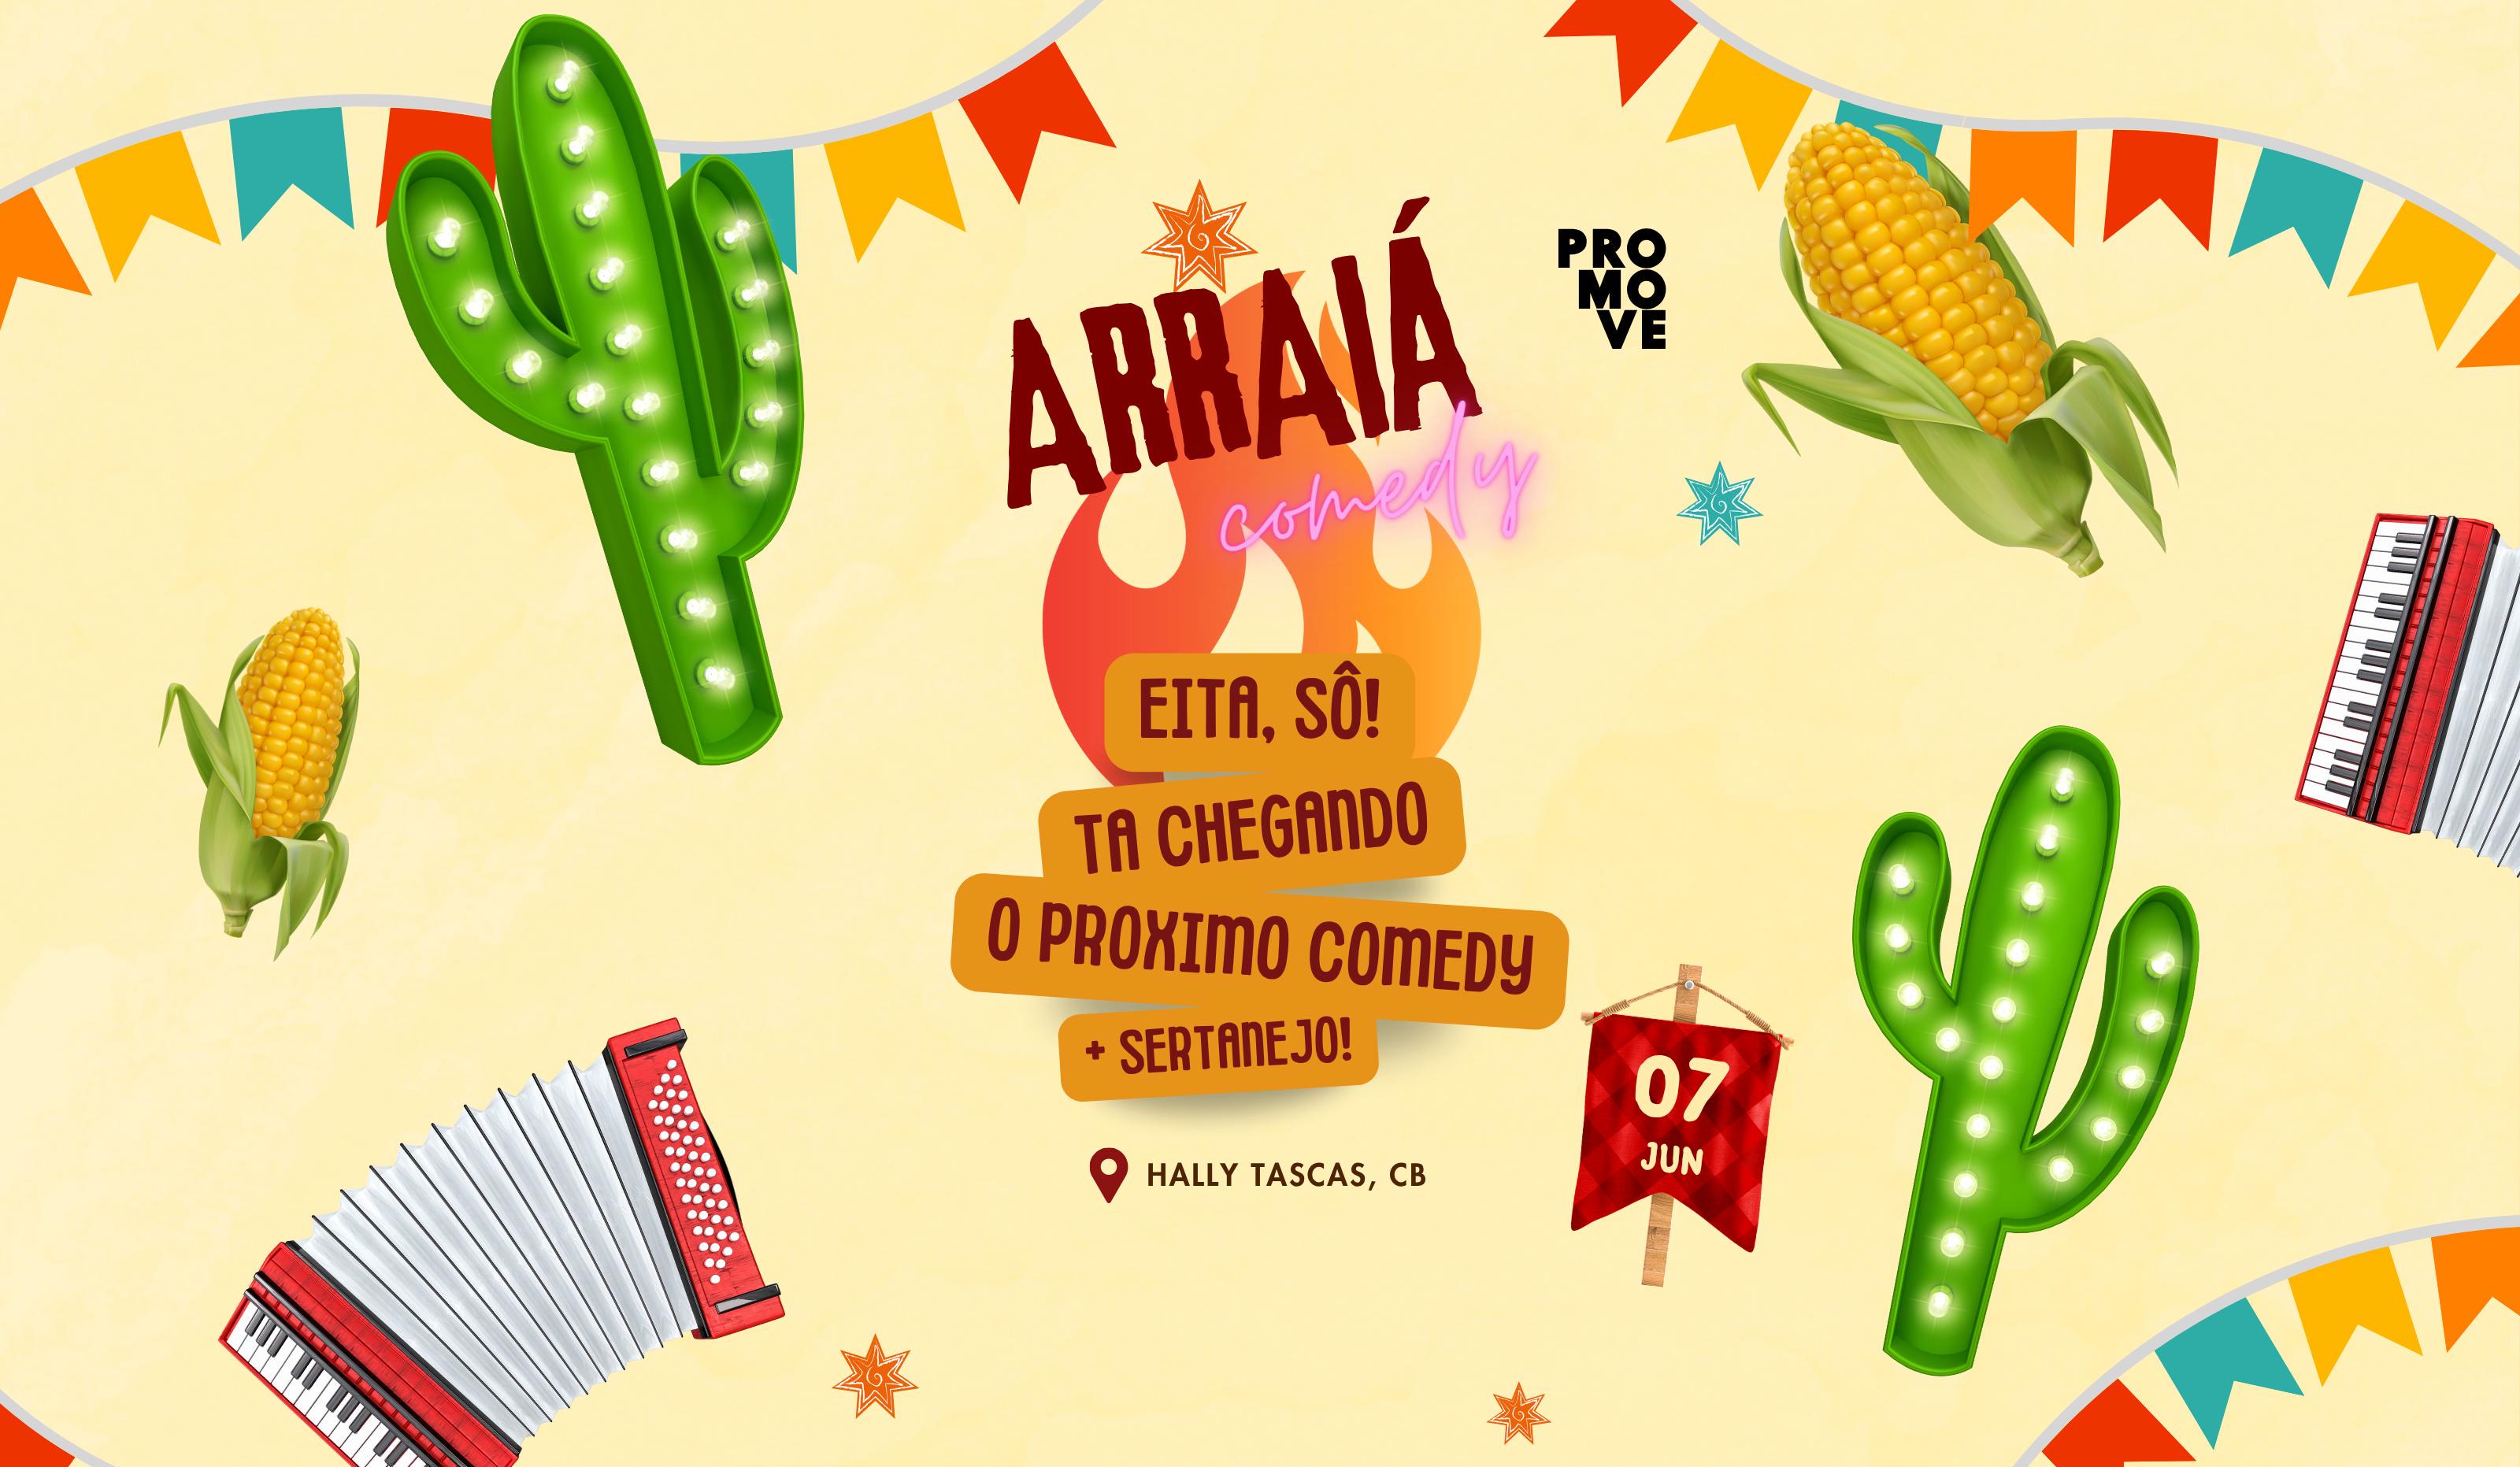 ARRAIÁ
comedy
PRO
MO
VE
EITA, SÔ!
TA CHEGANDO
O PROXIMO COMEDY
+ SERTANEJO!
07
JUN
HALLY TASCAS, CB